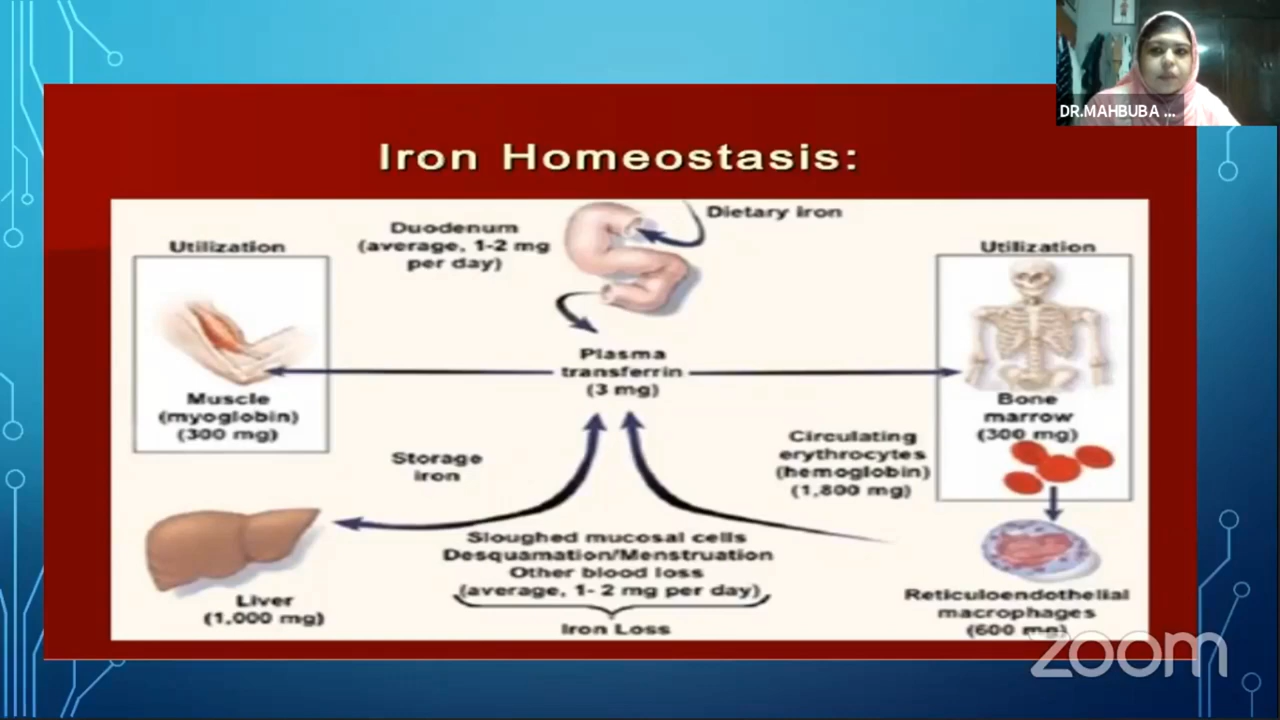 DR.MAHBUBA ...
Iron Homeostasis:
Dietary Iron
Duodenum
(average, 1-2 mg
per day)
Utilization
Utilization
Plasma
transferrin
(3 mg)
Muscle
(myoglobin)
(300 mg)
Bone
marrow
(300 mg)
Circulating
erythrocytes
(hemoglobin)
(1,800 mg)
Storage
iron
Sloughed mucosal cells
Desquamation/Menstruation
Other blood loss
(average, 1- 2 mg per day)
Iron Loss
Liver
(1,000 mg)
Reticuloendothelial
macrophages
(600 mg)
zoom